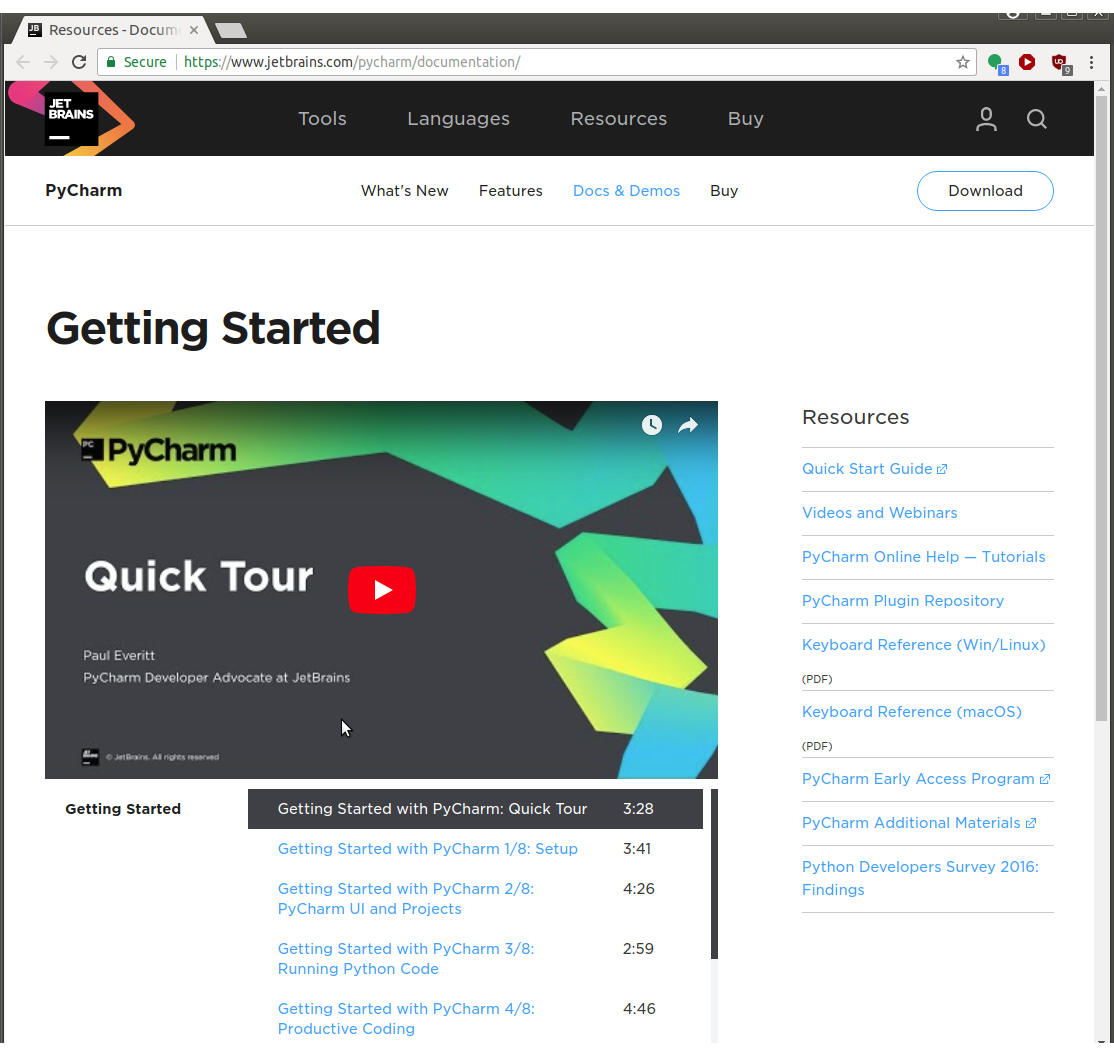 JB Resources - Docum
Secure https://www.jetbrains.com/pycharm/documentation/
8
9
JET
BRAINS
Tools Languages Resources Buy
PyCharm What's New Features Docs & Demos Buy Download
Getting Started
PC PyCharm
Quick Tour
Paul Everitt
PyCharm Developer Advocate at JetBrains
© JetBrains. All rights reserved
Resources
Quick Start Guide
Videos and Webinars
PyCharm Online Help — Tutorials
PyCharm Plugin Repository
Keyboard Reference (Win/Linux)
(PDF)
Keyboard Reference (macOS)
(PDF)
PyCharm Early Access Program
PyCharm Additional Materials
Python Developers Survey 2016:
Findings
Getting Started
Getting Started with PyCharm: Quick Tour 3:28
Getting Started with PyCharm 1/8: Setup 3:41
Getting Started with PyCharm 2/8: 4:26
PyCharm UI and Projects
Getting Started with PyCharm 3/8: 2:59
Running Python Code
Getting Started with PyCharm 4/8: 4:46
Productive Coding